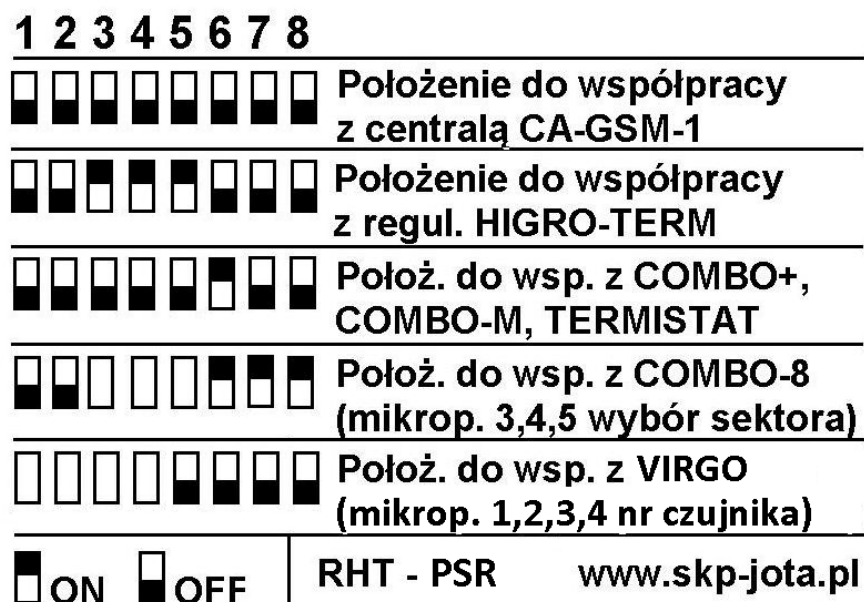 1 2 3 4 5 6 7 8
Położenie do współpracy
z centralą CA-GSM-1
Położenie do współpracy
z regul. HIGRO-TERM
Położ. do wsp. z COMBO+,
COMBO-M, TERMISTAT
Położ. do wsp. z COMBO-8
(mikrop. 3,4,5 wybór sektora)
Położ. do wsp. z VIRGO
(mikrop. 1,2,3,4 nr czujnika)
ON OFF RHT - PSR www.skp-jota.pl